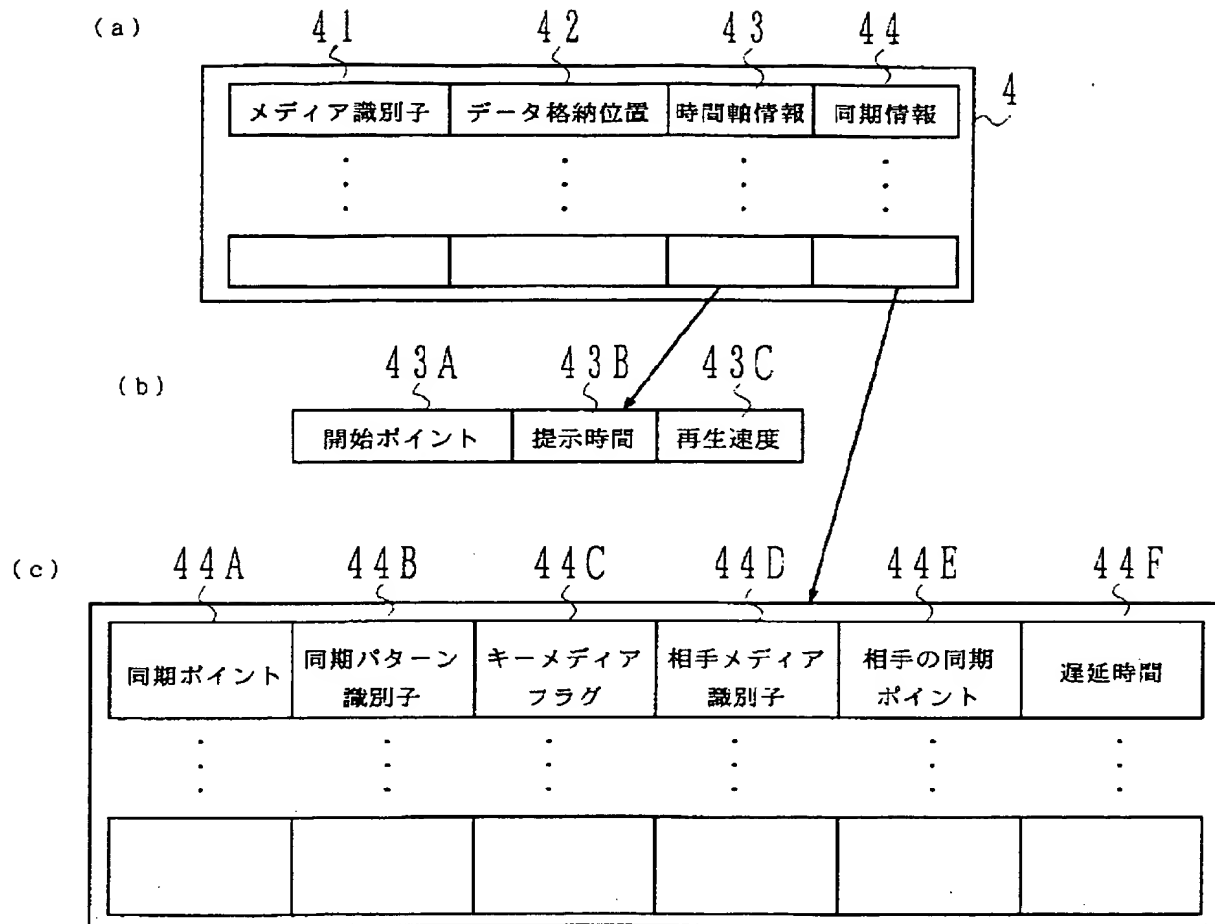 (a)
41 42 43 44
メディア識別子 データ格納位置 時間軸情報 同期情報
4
(b)
43A 43B 43C
開始ポイント 提示時間 再生速度
(c)
44A 44B 44C 44D 44E 44F
同期ポイント 同期パターン識別子 キーメディアフラグ 相手メディア識別子 相手の同期ポイント 遅延時間